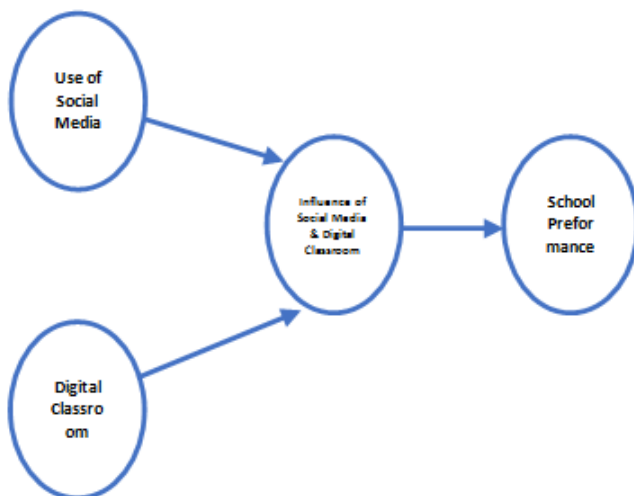 Use of
Social
Media
Influence of
Social Media
& Digital
Classroom
School
Prefor
mance
Digital
Classro
om